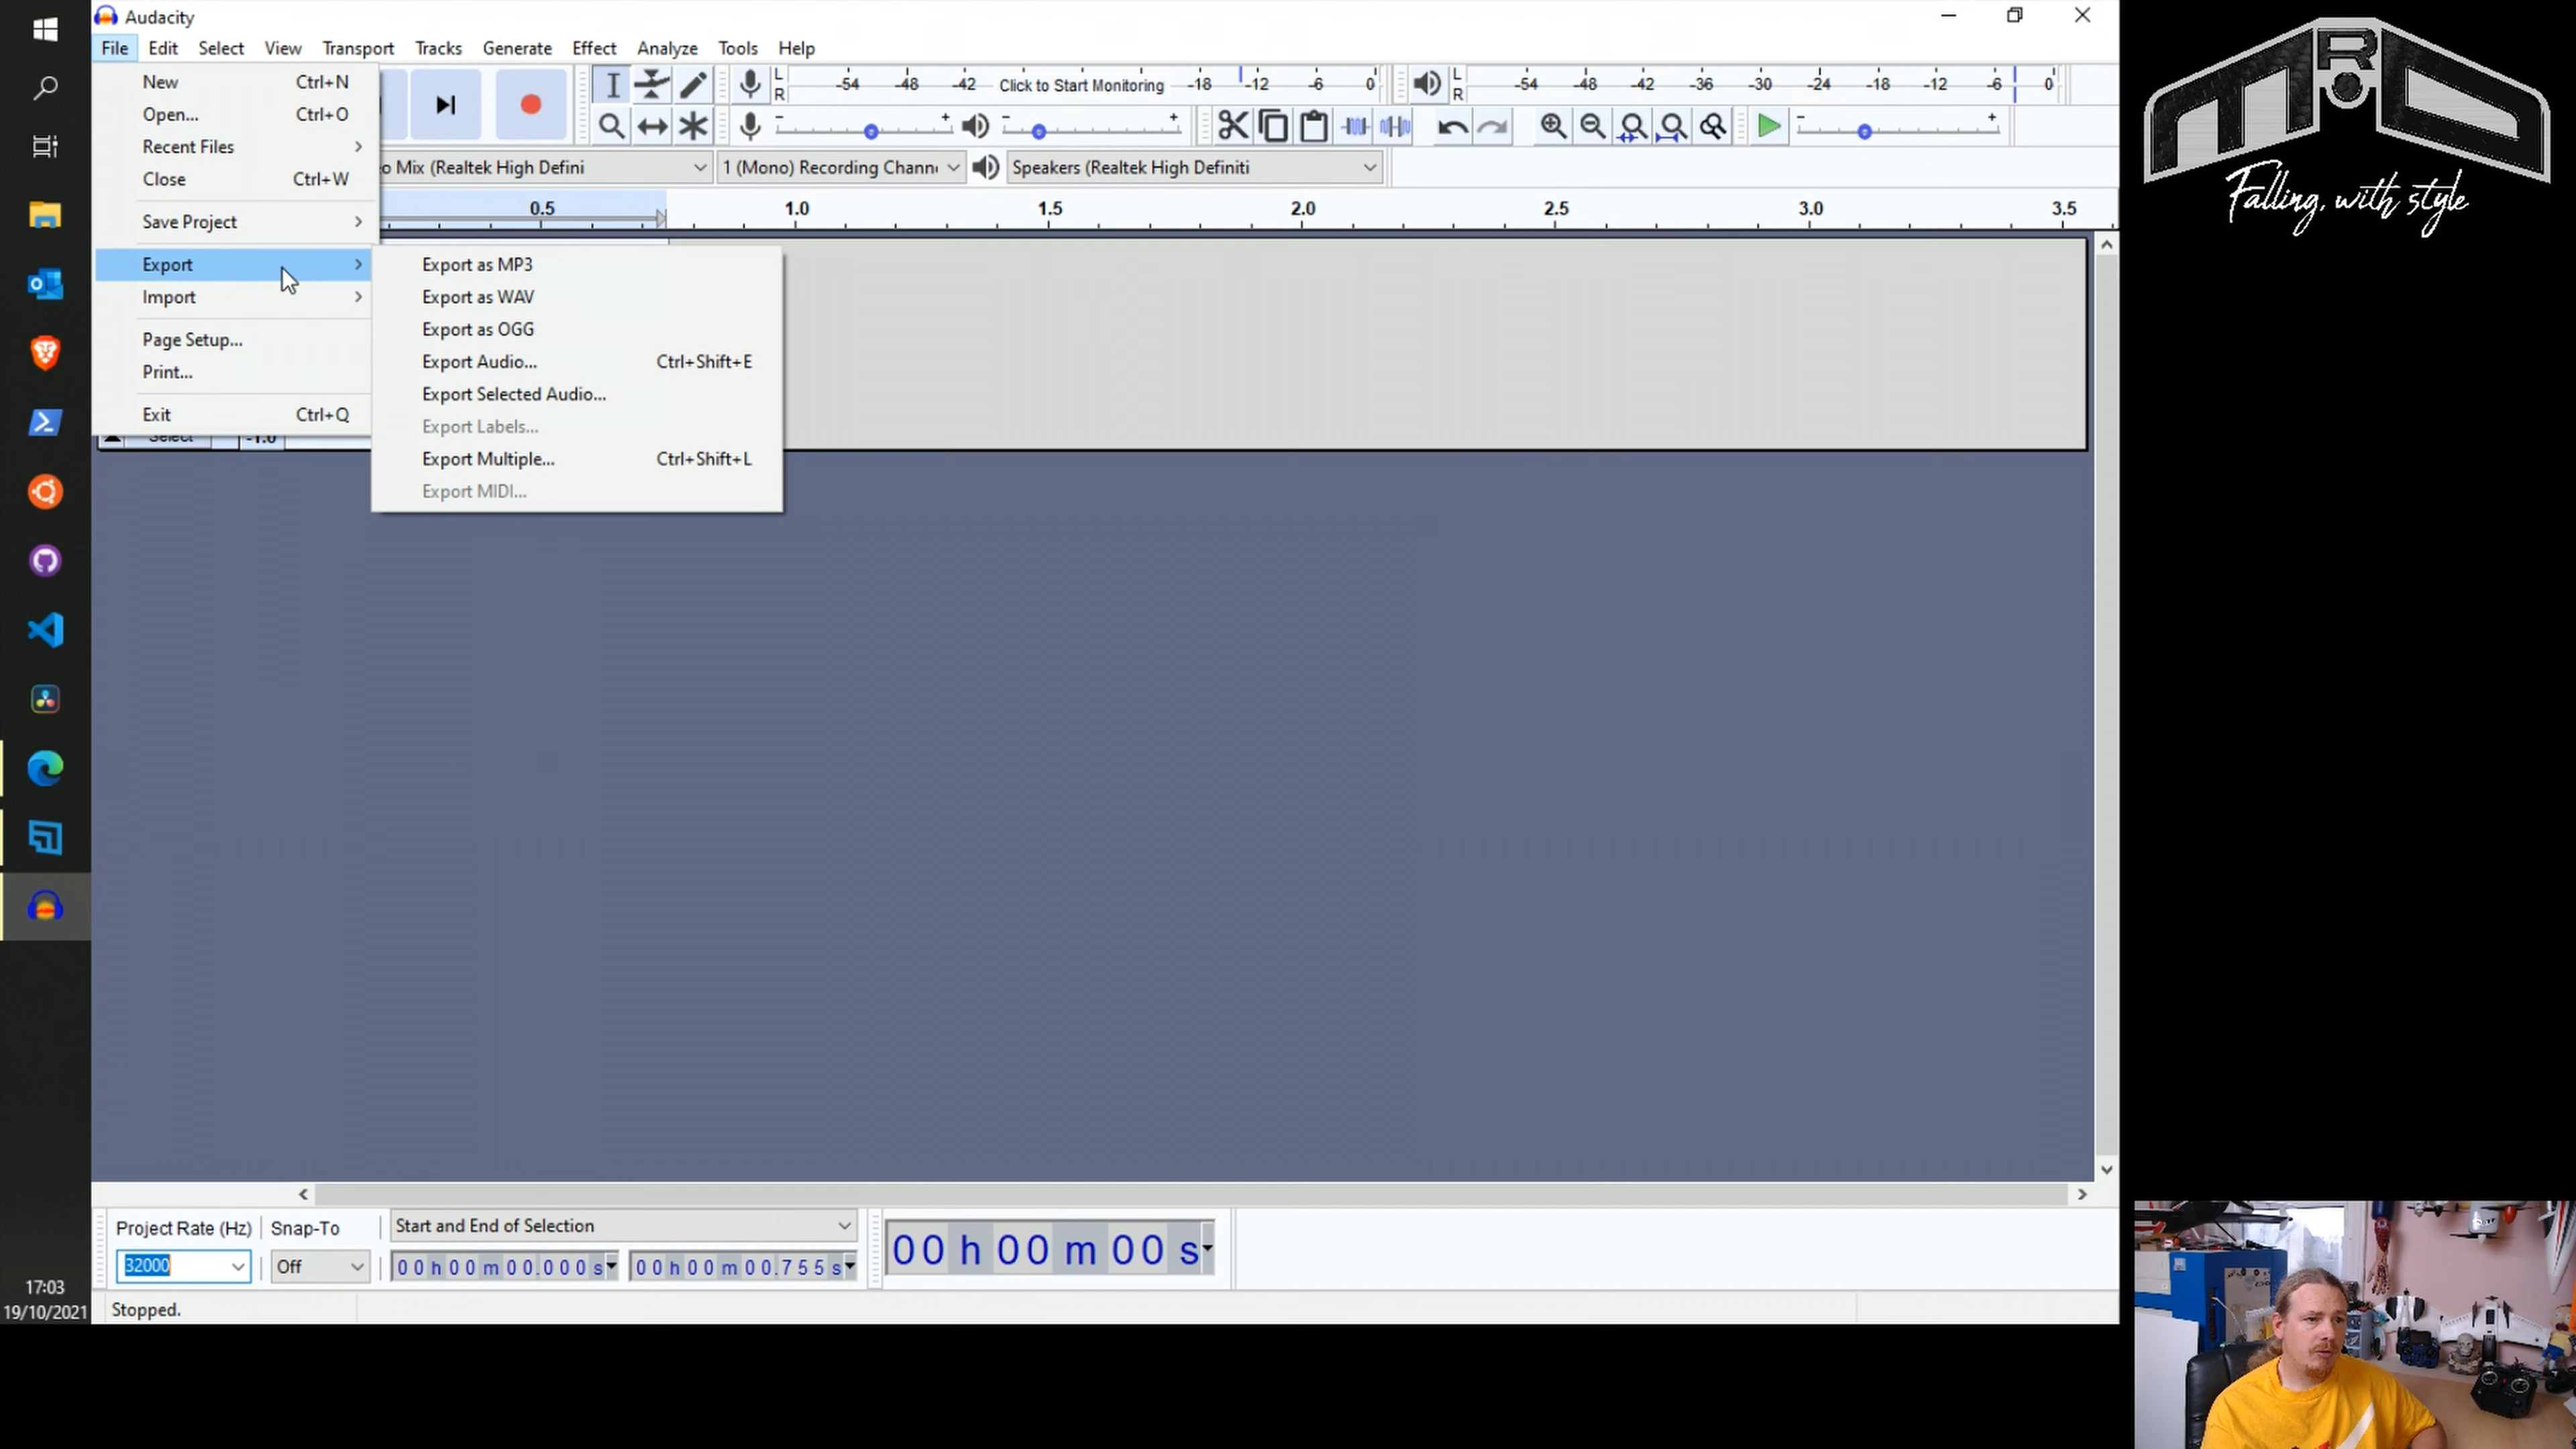 Audacity
File Edit Select View Transport Tracks Generate Effect Analyze Tools Help
New Ctrl+N
Open... Ctrl+O
Recent Files
Close Ctrl+W
Save Project
Export
Import
Page Setup...
Print...
Exit Ctrl+Q
Export as MP3
Export as WAV
Export as OGG
Export Audio... Ctrl+Shift+E
Export Selected Audio...
Export Labels...
Export Multiple... Ctrl+Shift+L
Export MIDI...
L
R
-54 -48 -42 Click to Start Monitoring -18 -12 -6 0
L
R
-54 -48 -42 -36 -30 -24 -18 -12 -6 0
o Mix (Realtek High Defini
1 (Mono) Recording Chann
Speakers (Realtek High Definiti
0.5 1.0 1.5 2.0 2.5 3.0 3.5
Select -1.0
Project Rate (Hz) Snap-To
Start and End of Selection
32000
Off
00 h 00 m 00.000 s
00 h 00 m 00.755 s
00 h 00 m 00 s
Stopped.
17:03
19/10/2021
MRD
Falling, with style